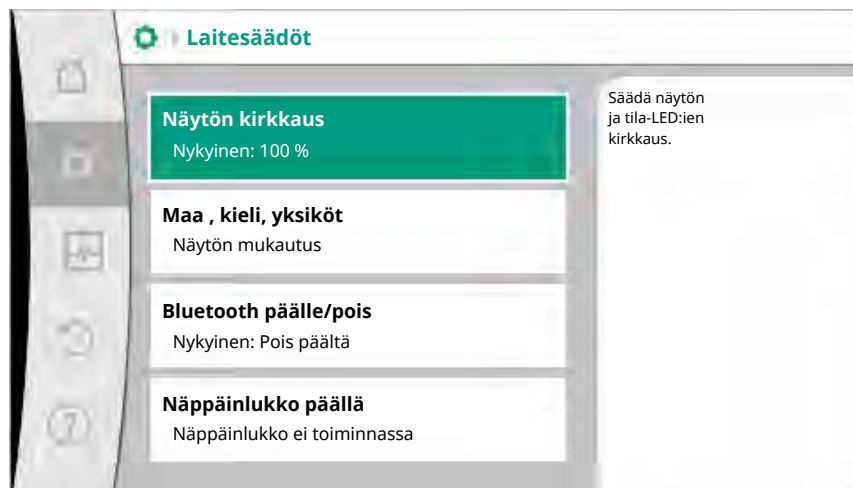 Laitesäädöt
Näytön kirkkaus
Nykyinen: 100 %
Maa , kieli, yksiköt
Näytön mukautus
Bluetooth päälle/pois
Nykyinen: Pois päältä
Näppäinlukko päällä
Näppäinlukko ei toiminnassa
Säädä näytön
ja tila-LED:ien
kirkkaus.